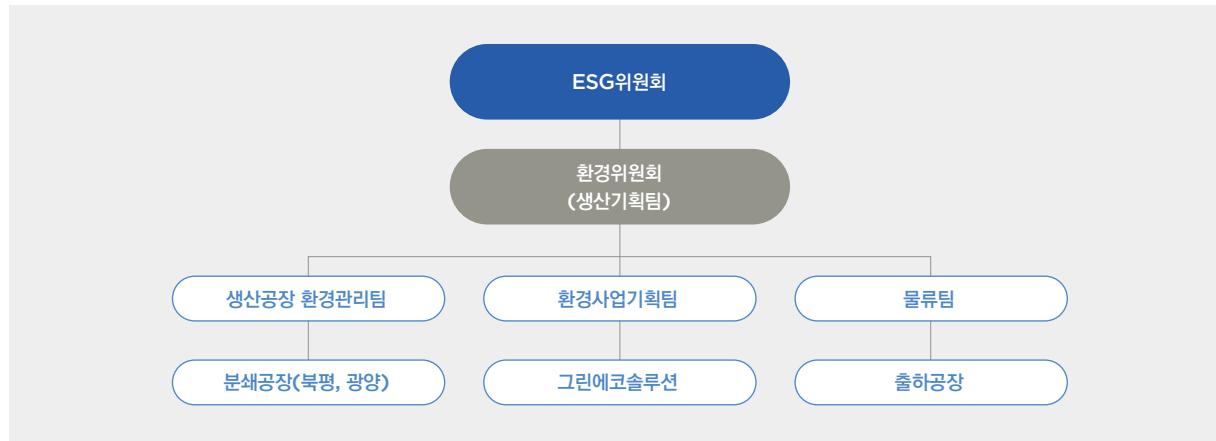 ESG위원회
환경위원회
(생산기획팀)
생산공장 환경관리팀
환경사업기획팀
물류팀
분쇄공장(북평, 광양)
그린에코솔루션
출하공장